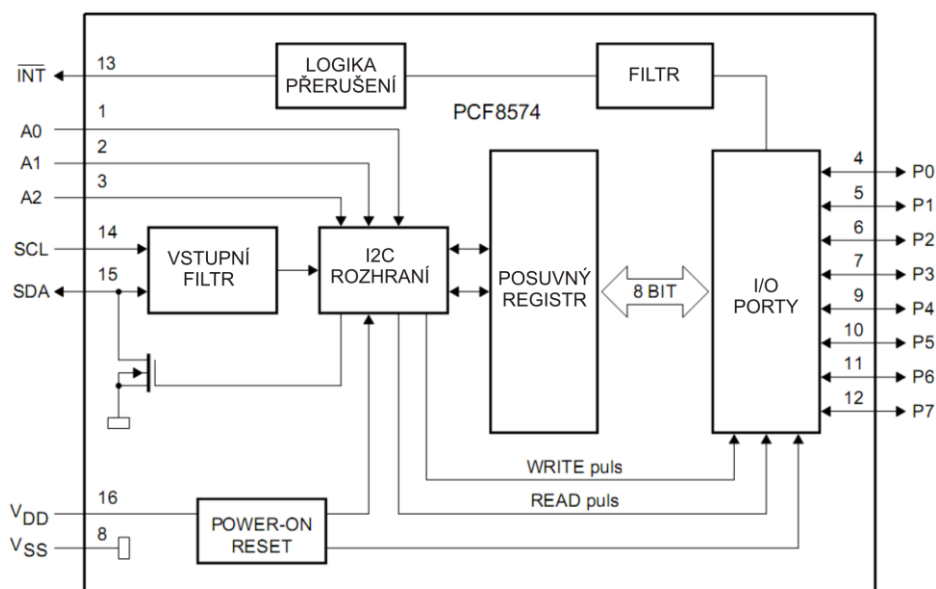 INT
13
LOGIKA
PŘERUŠENÍ
FILTR
PCF8574
A0
1
A1
2
A2
3
SCL
14
SDA
15
VSTUPNÍ
FILTR
I2C
ROZHRANÍ
POSUVNÝ
REGISTR
8 BIT
I/O
PORTY
4
P0
5
P1
6
P2
7
P3
9
P4
10
P5
11
P6
12
P7
WRITE puls
READ puls
VDD
16
VSS
8
POWER-ON
RESET